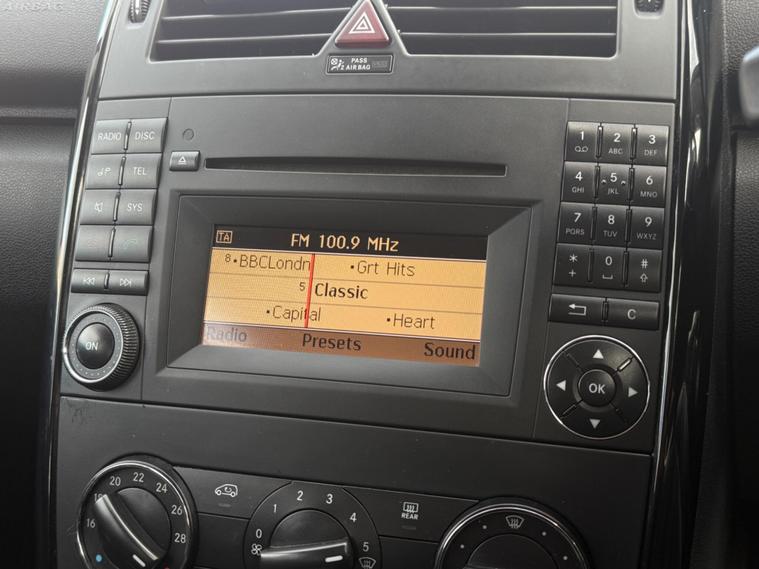 AIRBAG
PASS
AIR BAG
RADIO DISC
TEL
SYS
ON
TA FM 100.9 MHz
8 •BBCLondn •Grt Hits
5 Classic
•Capital •Heart
Radio Presets Sound
1 2 ABC 3 DEF
4 GHI 5 JKL 6 MNO
7 PQRS 8 TUV 9 WXYZ
* + 0 #
C
OK
16 20 22 24 28
0 1 2 3 4 5
REAR